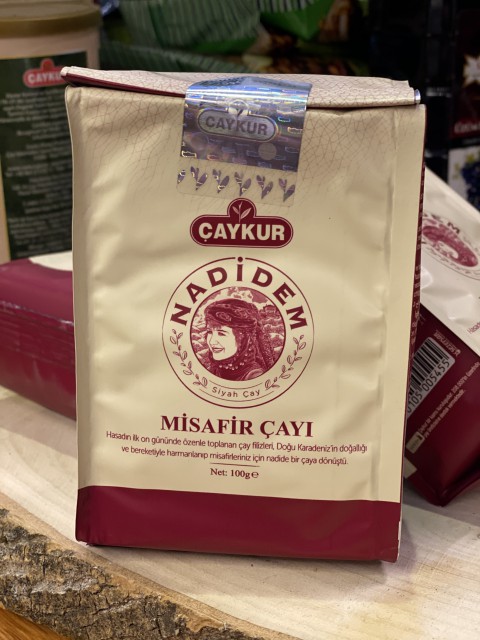 ÇAYKUR
ÇAYKUR
ÇAYKUR
NADİDEM
Siyah Çay
MİSAFİR ÇAYI
Hasadın ilk on gününde özenle toplanan çay filizleri, Doğu Karadeniz'in doğallığı
ve bereketiyle harmanlanıp misafirleriniz için nadide bir çaya dönüştü.
Net: 100g ℮